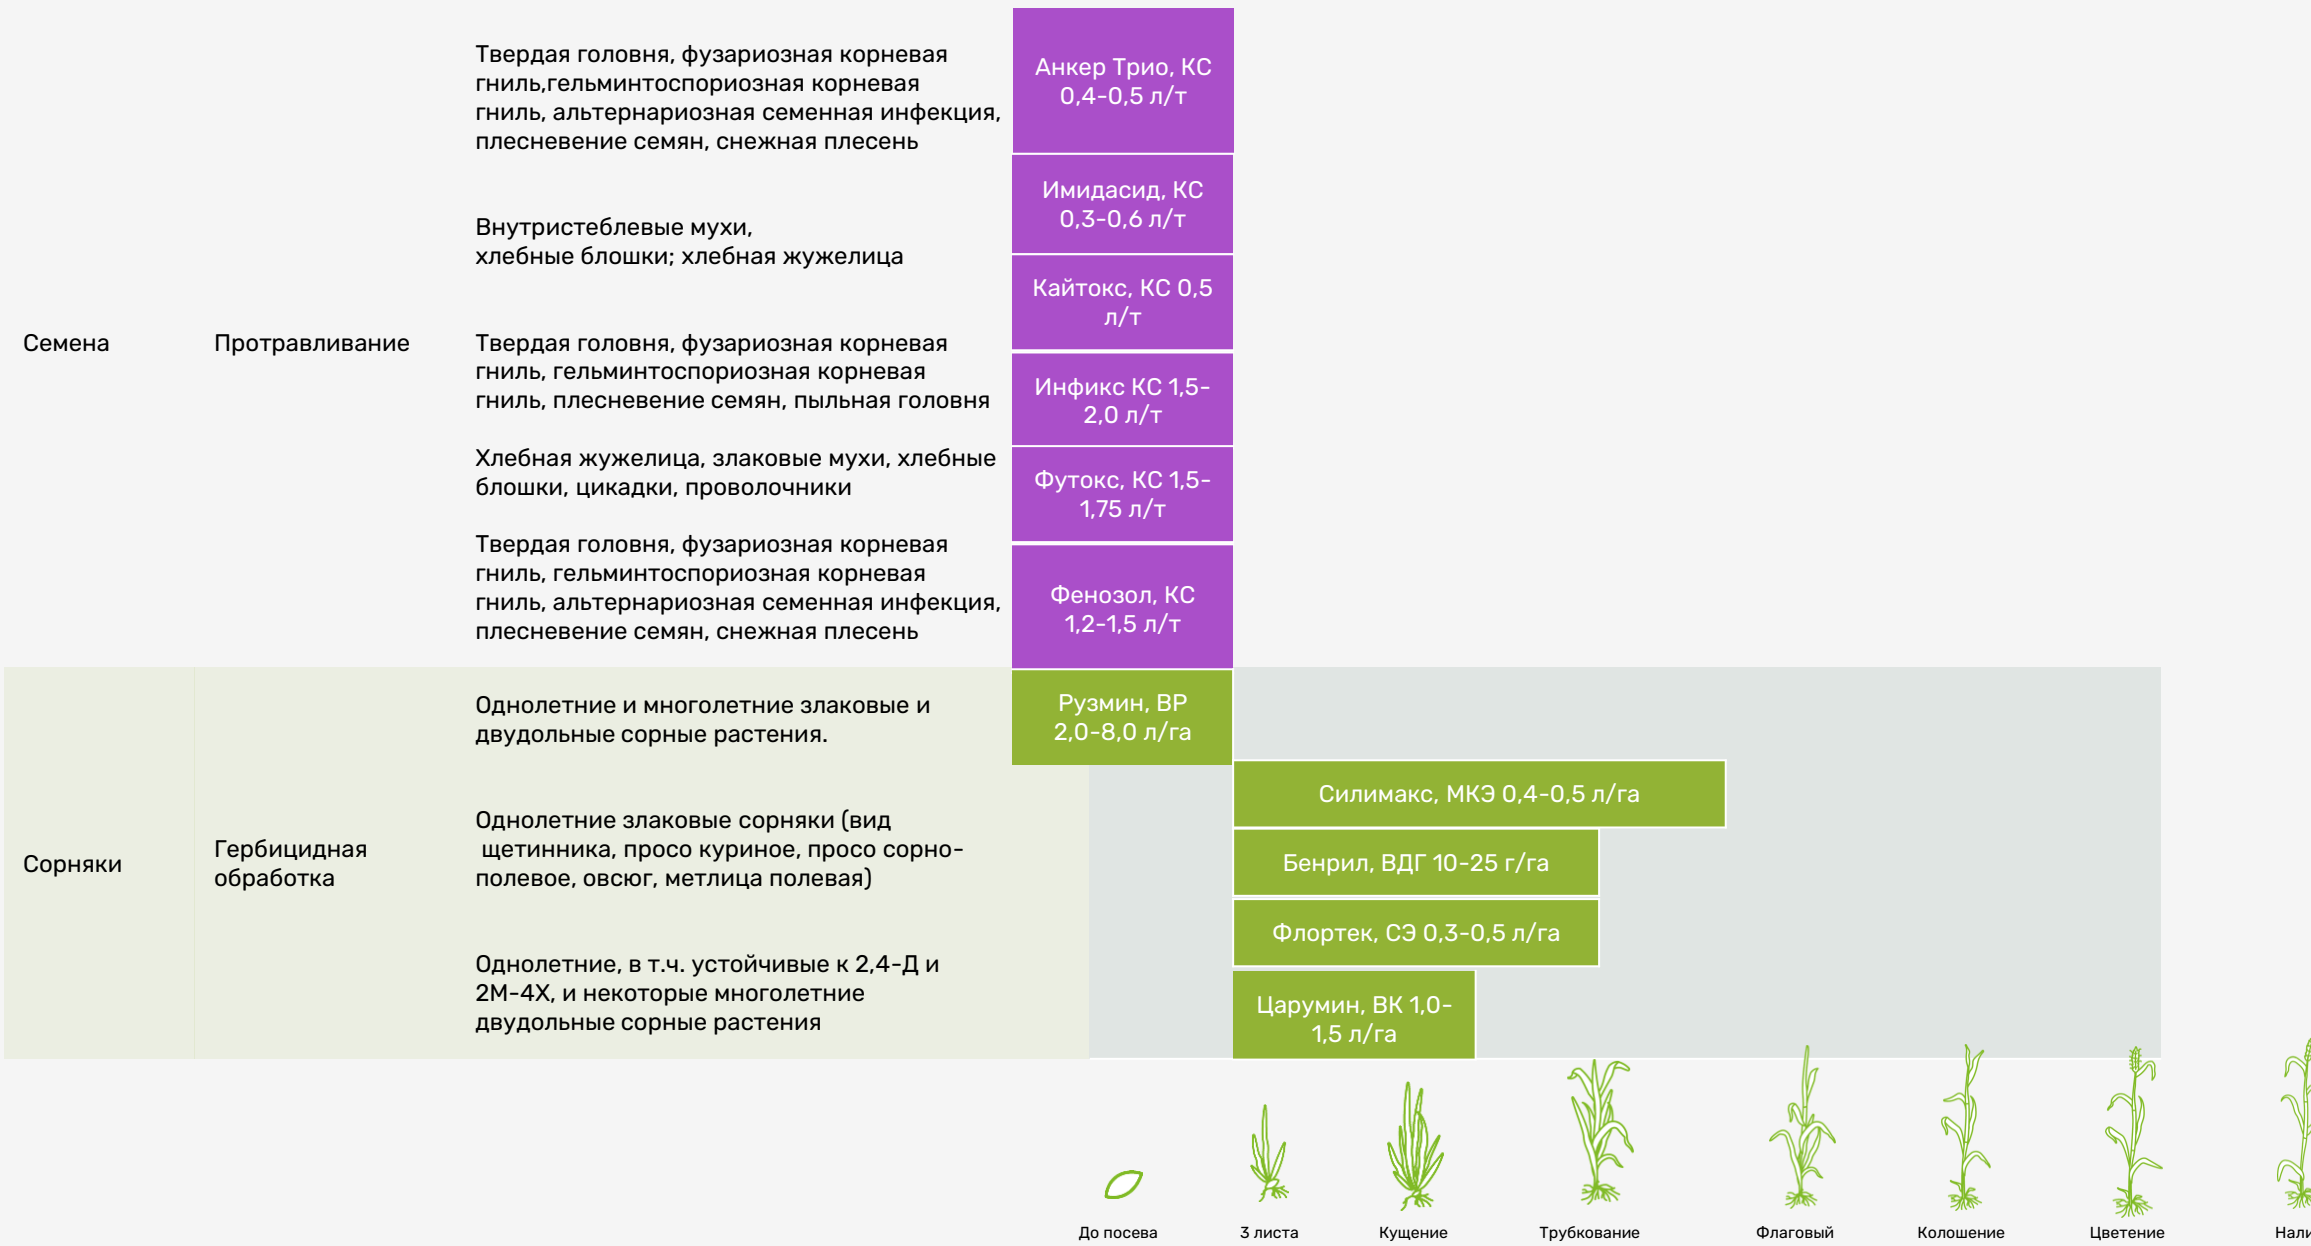 Твердая головня, фузариозная корневая
гниль,гельминтоспориозная корневая
гниль, альтернариозная семенная инфекция,
плесневение семян, снежная плесень
Анкер Трио, КС
0,4-0,5 л/т
Внутристеблевые мухи,
хлебные блошки; хлебная жужелица
Имидасид, КС
0,3-0,6 л/т
Кайтокс, КС 0,5
л/т
Семена
Протравливание
Твердая головня, фузариозная корневая
гниль, гельминтоспориозная корневая
гниль, плесневение семян, пыльная головня
Инфикс КС 1,5-
2,0 л/т
Хлебная жужелица, злаковые мухи, хлебные
блошки, цикадки, проволочники
Футокс, КС 1,5-
1,75 л/т
Твердая головня, фузариозная корневая
гниль, гельминтоспориозная корневая
гниль, альтернариозная семенная инфекция,
плесневение семян, снежная плесень
Фенозол, КС
1,2-1,5 л/т
Однолетние и многолетние злаковые и
двудольные сорные растения.
Рузмин, ВР
2,0-8,0 л/га
Сорняки
Гербицидная
обработка
Однолетние злаковые сорняки (вид
щетинника, просо куриное, просо сорно-
полевое, овсюг, метлица полевая)
Силимакс, МКЭ 0,4-0,5 л/га
Бенрил, ВДГ 10-25 г/га
Флортек, СЭ 0,3-0,5 л/га
Однолетние, в т.ч. устойчивые к 2,4-Д и
2М-4Х, и некоторые многолетние
двудольные сорные растения
Царумин, ВК 1,0-
1,5 л/га
До посева
3 листа
Кущение
Трубкование
Флаговый
Колошение
Цветение